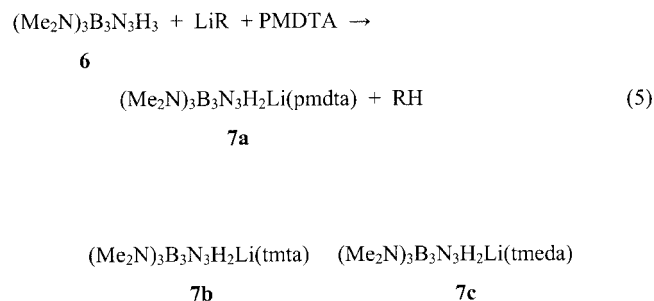 (Me₂N)₃B₃N₃H₃ + LiR + PMDTA →
6
(Me₂N)₃B₃N₃H₂Li(pmdta) + RH (5)
7a
(Me₂N)₃B₃N₃H₂Li(tmta) (Me₂N)₃B₃N₃H₂Li(tmeda)
7b 7c